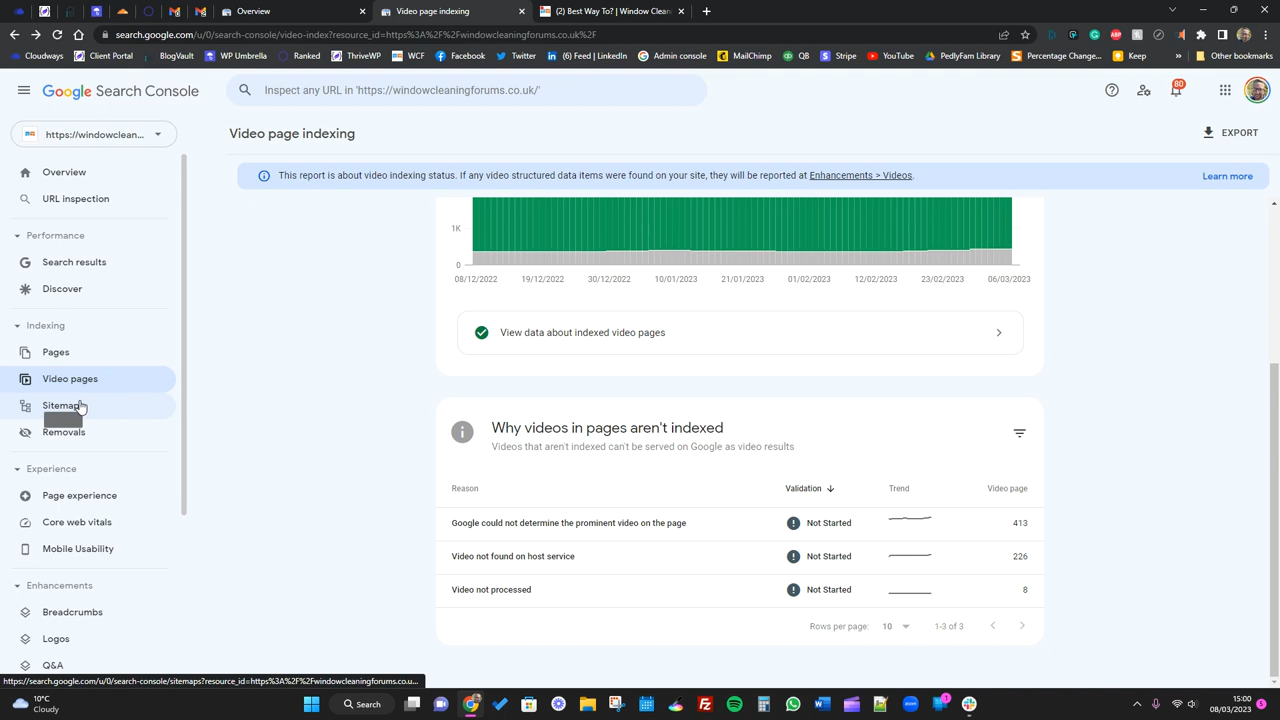 Overview
Video page indexing
(2) Best Way To? | Window Clean
search.google.com/u/0/search-console/video-index?resource_id=https%3A%2F%2Fwindowcleaningforums.co.uk%2F
Cloudways
Client Portal
BlogVault
WP Umbrella
Ranking
ThriveWP
WCF
Facebook
Twitter
(6) Feed | LinkedIn
Admin console
MailChimp
QB
Stripe
YouTube
PedlyFam Library
Percentage Change...
Keep
»
Other bookmarks
Google Search Console
Inspect any URL in 'https://windowcleaningforums.co.uk/'
80
https://windowclean...
Video page indexing
EXPORT
This report is about video indexing status. If any video structured data items were found on your site, they will be reported at Enhancements > Videos.
Learn more
Overview
URL inspection
Performance
Search results
Discover
Indexing
Pages
Video pages
Sitemaps
Removals
Experience
Page experience
Core web vitals
Mobile Usability
Enhancements
Breadcrumbs
Logos
Q&A
1K
0
08/12/2022 19/12/2022 30/12/2022 10/01/2023 21/01/2023 01/02/2023 12/02/2023 23/02/2023 06/03/2023
View data about indexed video pages
Why videos in pages aren't indexed
Videos that aren't indexed can't be served on Google as video results
Reason Validation Trend Video page
Google could not determine the prominent video on the page Not Started 413
Video not found on host service Not Started 226
Video not processed Not Started 8
Rows per page: 10 1-3 of 3
https://search.google.com/u/0/search-console/sitemaps?resource_id=https%3A%2F%2Fwindowcleaningforums.co.uk...
10°C
Cloudy
Search
15:00
08/03/2023